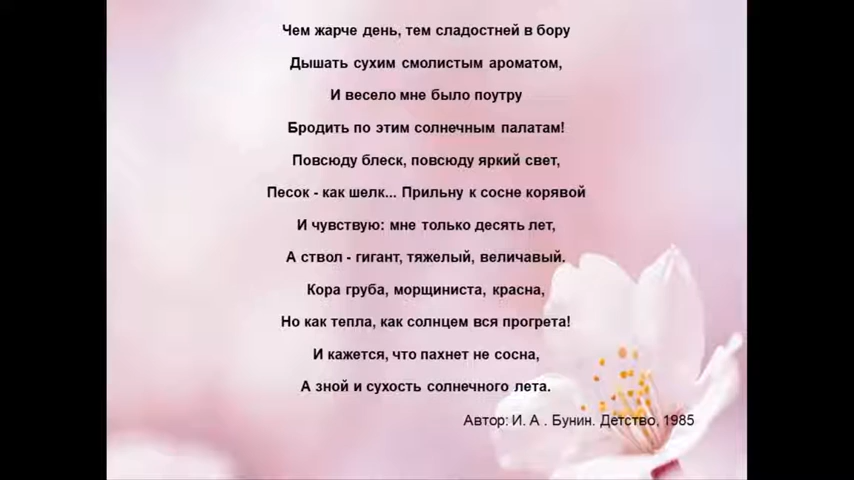 Чем жарче день, тем сладостней в бору
Дышать сухим смолистым ароматом,
И весело мне было поутру
Бродить по этим солнечным палатам!
Повсюду блеск, повсюду яркий свет,
Песок - как шелк... Прильну к сосне корявой
И чувствую: мне только десять лет,
А ствол - гигант, тяжелый, величавый.
Кора груба, морщиниста, красна,
Но как тепла, как солнцем вся прогрета!
И кажется, что пахнет не сосна,
А зной и сухость солнечного лета.
Автор: И. А . Бунин. Детство, 1985